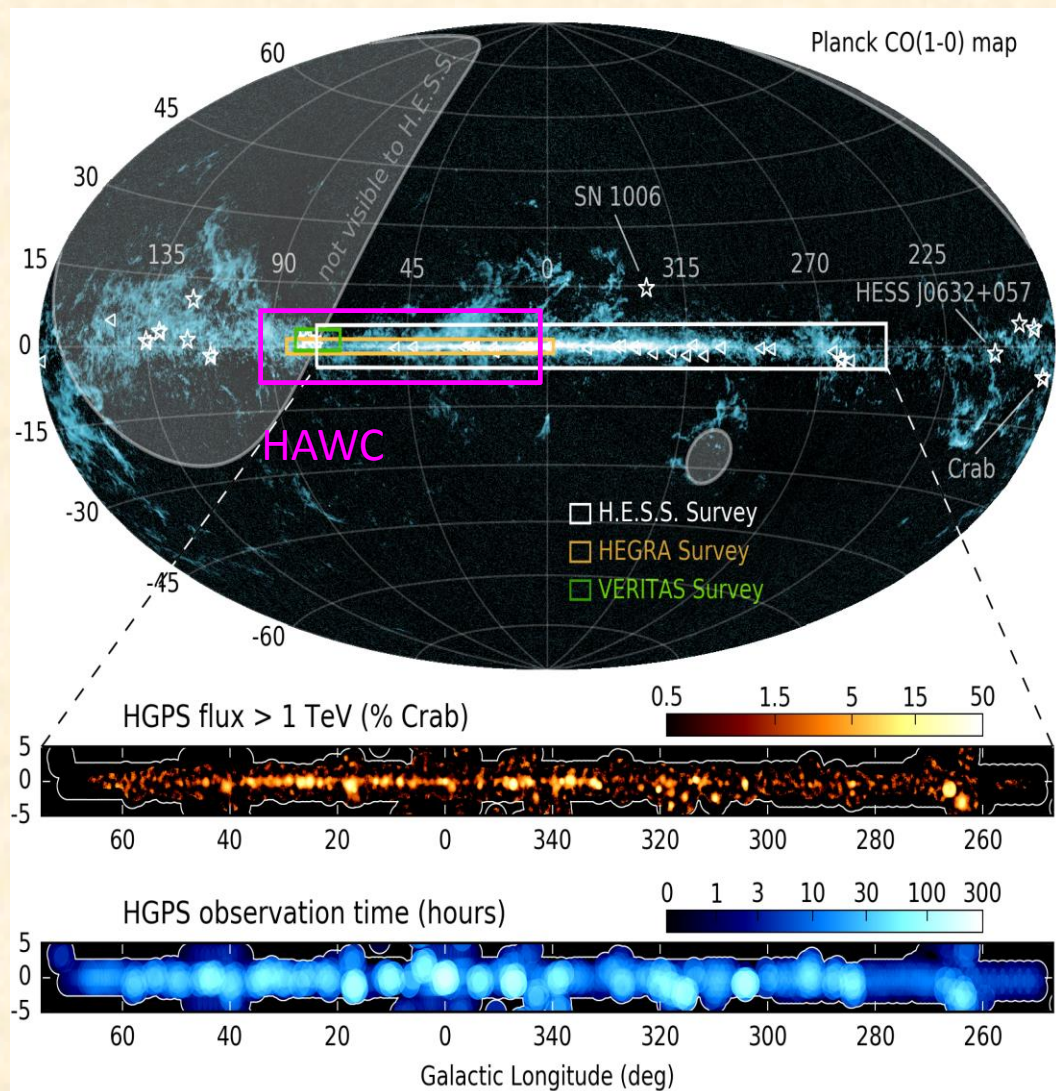 Planck CO(1-0) map
60
45
30
15
0
-15
-30
-45
-60
not visible to H.E.S.S.
SN 1006
135 90 45 0 315 270 225
HESS J0632+057
HAWC
Crab
H.E.S.S. Survey
HEGRA Survey
VERITAS Survey
HGPS flux > 1 TeV (% Crab)
0.5 1.5 5 15 50
5
0
-5
60 40 20 0 340 320 300 280 260
HGPS observation time (hours)
0 1 3 10 30 100 300
5
0
-5
60 40 20 0 340 320 300 280 260
Galactic Longitude (deg)